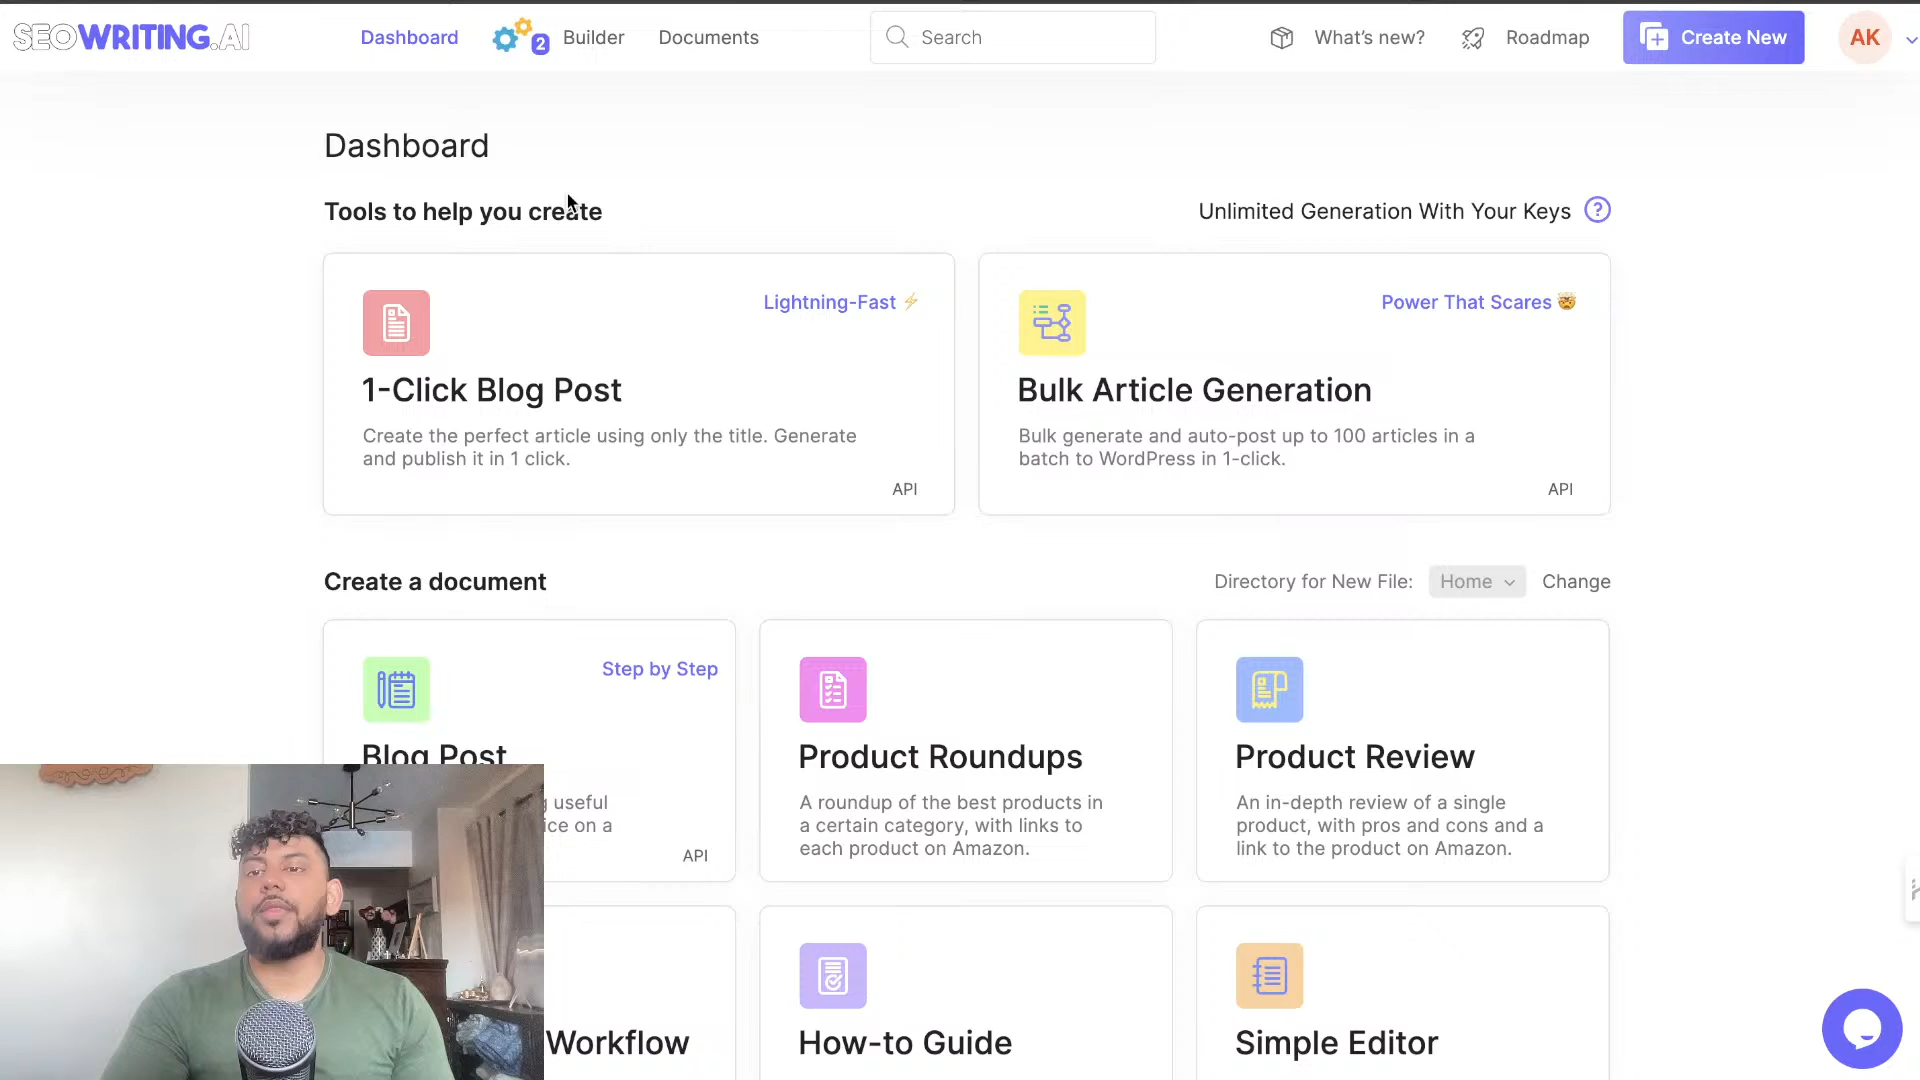 SEOWRITING.AI
Dashboard
2
Builder
Documents
Search
What's new?
Roadmap
Create New
AK
Dashboard
Tools to help you create
Unlimited Generation With Your Keys ?
Lightning-Fast ⚡
1-Click Blog Post
Create the perfect article using only the title. Generate
and publish it in 1 click.
API
Power That Scares 🤯
Bulk Article Generation
Bulk generate and auto-post up to 100 articles in a
batch to WordPress in 1-click.
API
Create a document
Directory for New File:
Home
Change
Step by Step
Blog Post
useful
ice on a
API
Product Roundups
A roundup of the best products in
a certain category, with links to
each product on Amazon.
Product Review
An in-depth review of a single
product, with pros and cons and a
link to the product on Amazon.
Workflow
How-to Guide
Simple Editor